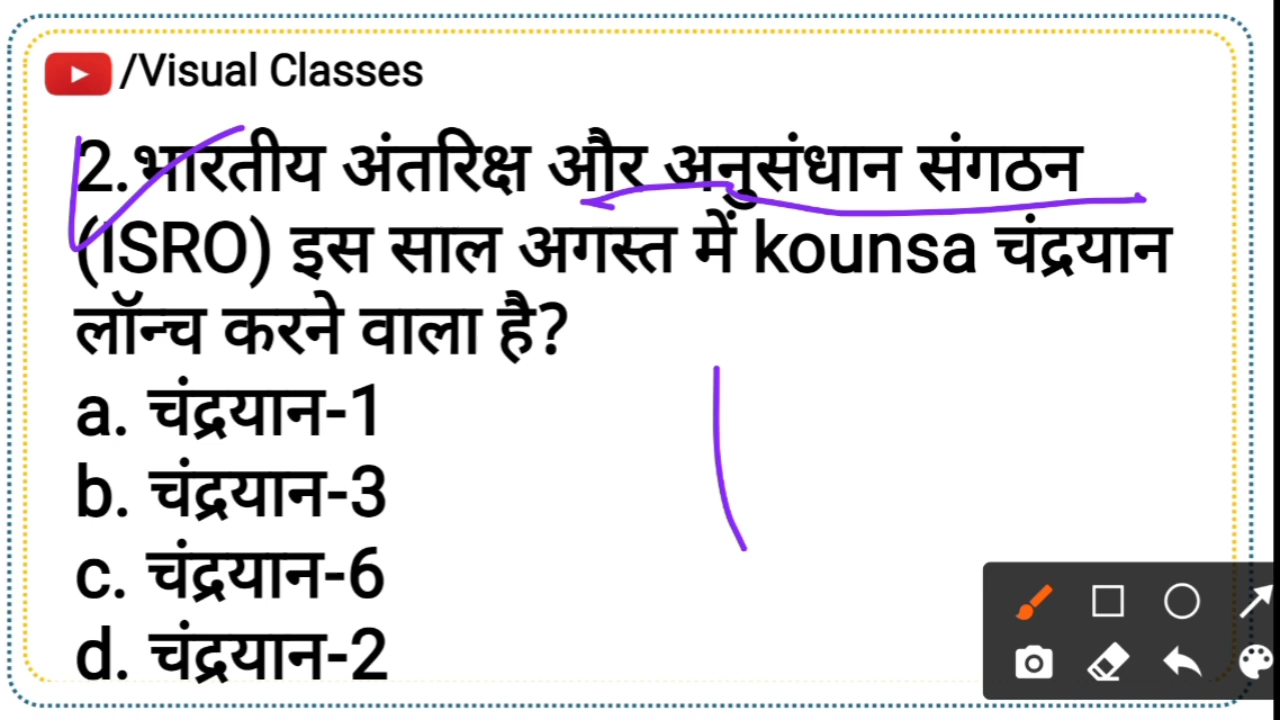 /Visual Classes
2.भारतीय अंतरिक्ष और अनुसंधान संगठन
(ISRO) इस साल अगस्त में kounsa चंद्रयान
लॉन्च करने वाला है?
a. चंद्रयान-1
b. चंद्रयान-3
c. चंद्रयान-6
d. चंद्रयान-2